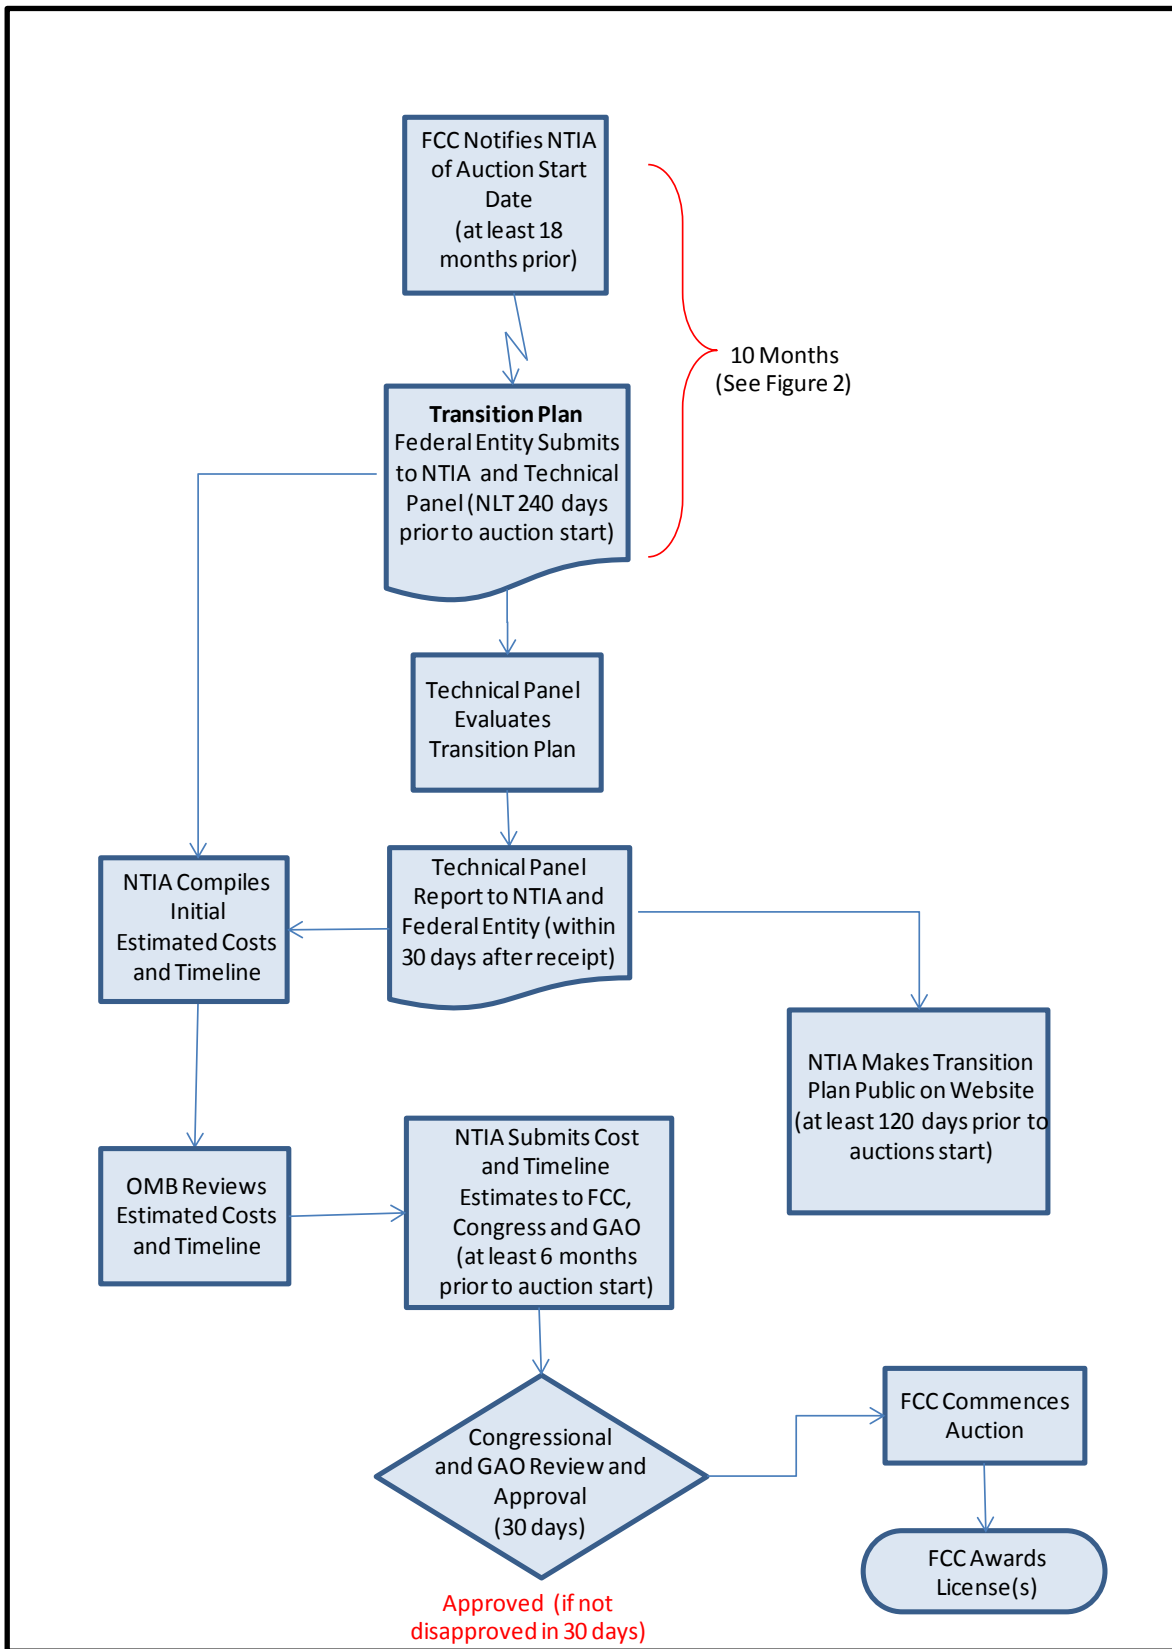 FCC Notifies NTIA
of Auction Start
Date
(at least 18
months prior)
10 Months
(See Figure 2)
Transition Plan
Federal Entity Submits
to NTIA and Technical
Panel (NLT 240 days
prior to auction start)
Technical Panel
Evaluates
Transition Plan
Technical Panel
Report to NTIA and
Federal Entity (within
30 days after receipt)
NTIA Compiles
Initial
Estimated Costs
and Timeline
NTIA Makes Transition
Plan Public on Website
(at least 120 days prior to
auctions start)
OMB Reviews
Estimated Costs
and Timeline
NTIA Submits Cost
and Timeline
Estimates to FCC,
Congress and GAO
(at least 6 months
prior to auction start)
Congressional
and GAO Review and
Approval
(30 days)
Approved (if not
disapproved in 30 days)
FCC Commences
Auction
FCC Awards
License(s)